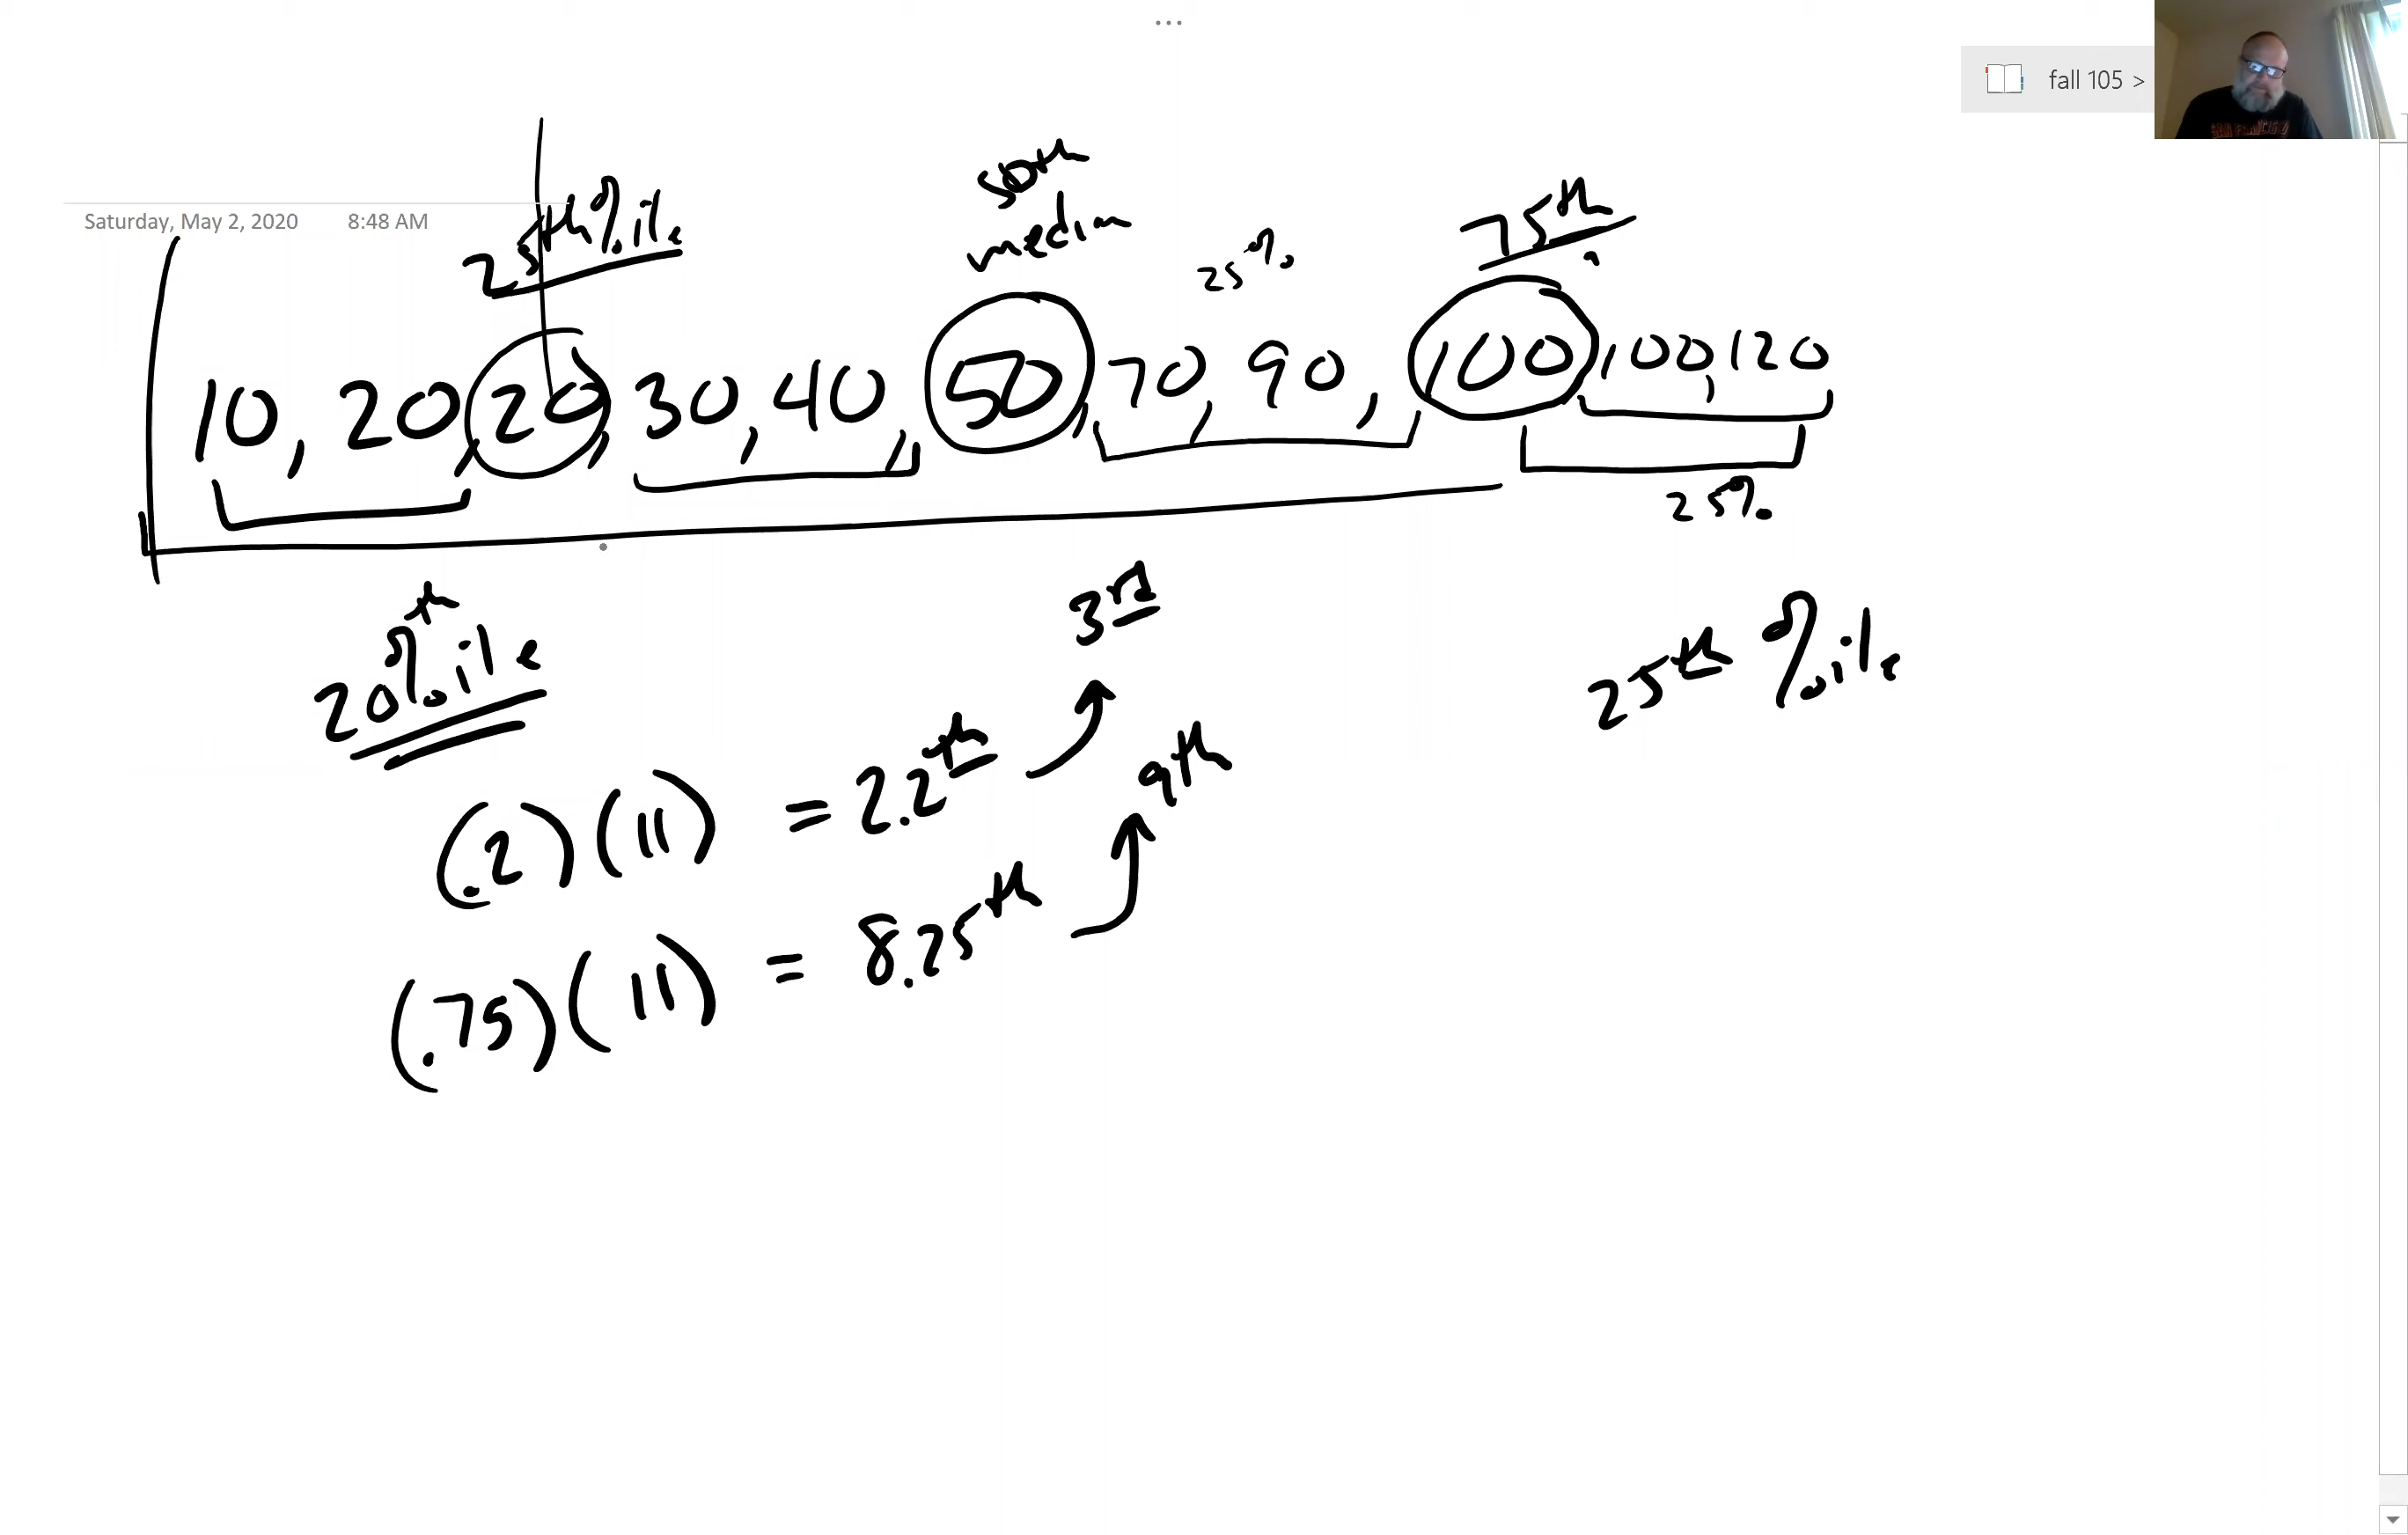 fall 105 >
Saturday, May 2, 2020 8:48 AM
25th %ile
50th
median
25%
75th
10, 20, 20, 30, 40, 50, 70, 90, 100, 100, 120
25%
20th %ile
3rd
25th %ile
(.2)(11) = 2.2th
9th
(.75)(11) = 8.25th